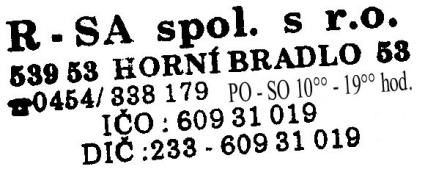 R - SA spol. s r.o.
539 53 HORNÍ BRADLO 53
☎0454/ 338 179 PO - SO 10°° - 19°° hod.
IČO : 609 31 019
DIČ :233 - 609 31 019